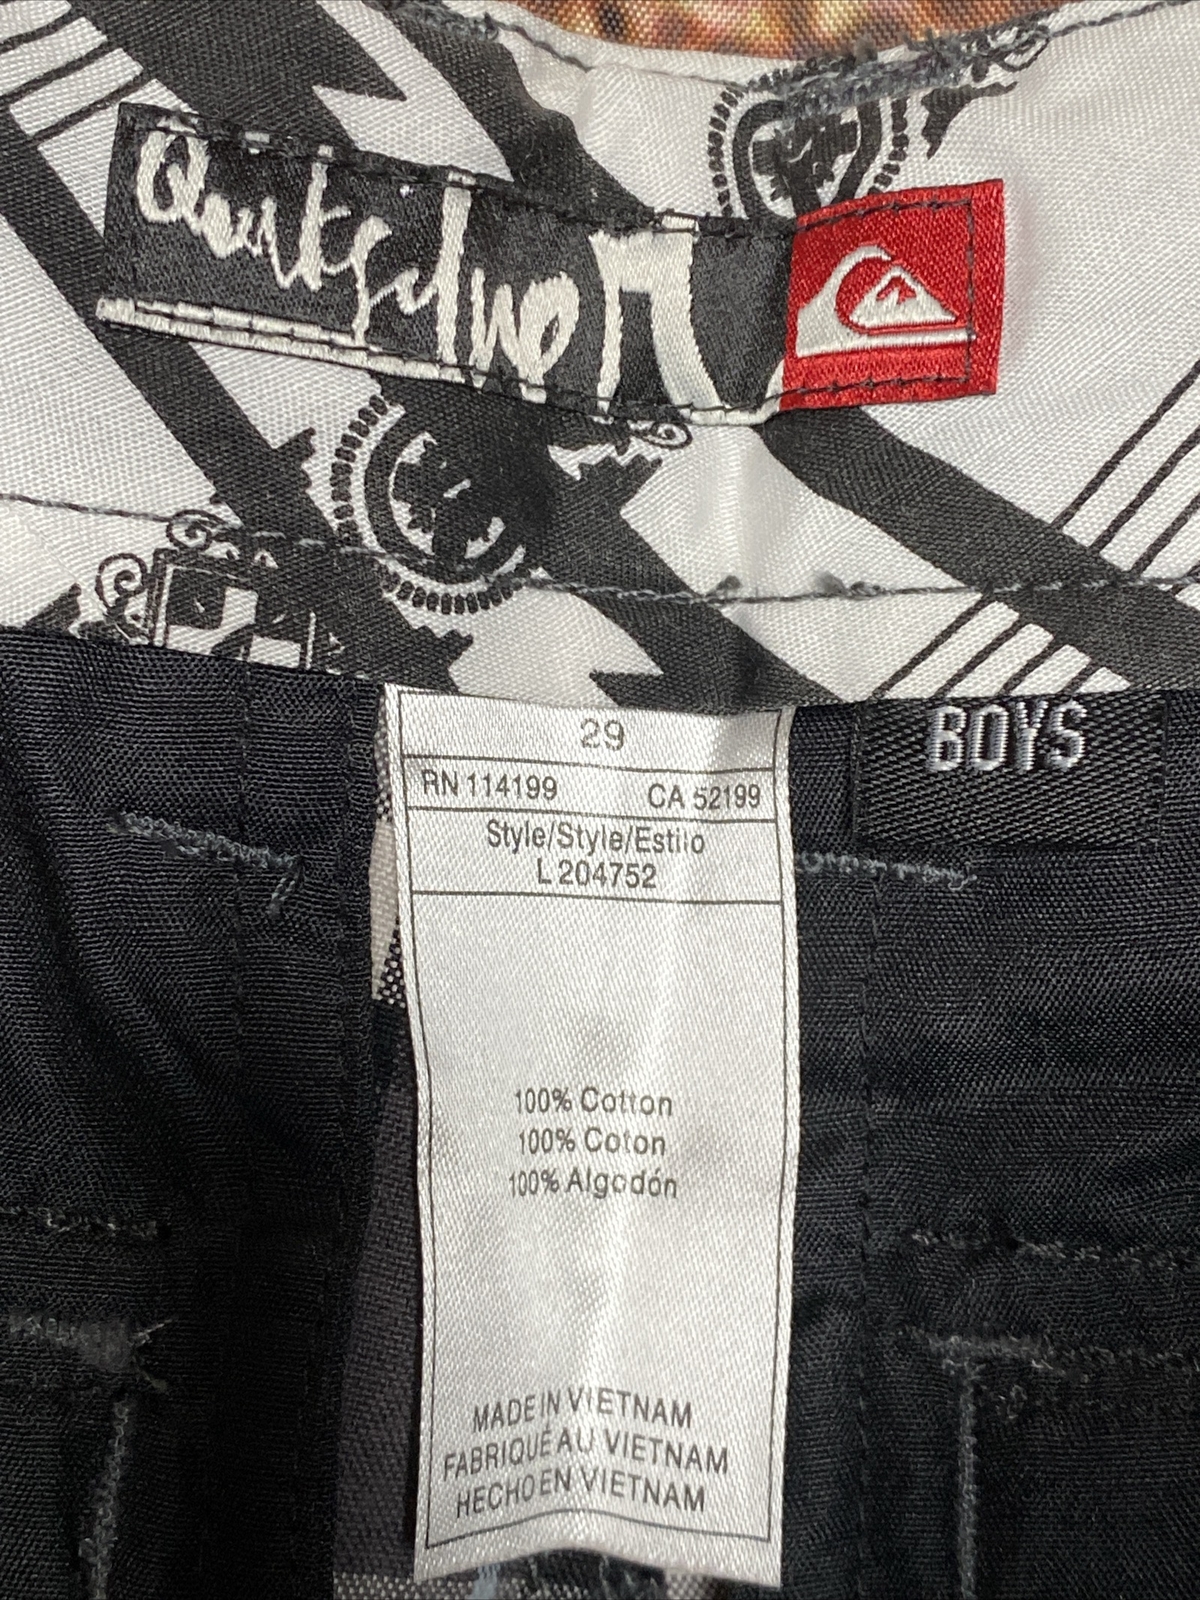 Quiksilver
BOYS
29
RN 114199 CA 52199
Style/Style/Estilo
L 204752
100% Cotton
100% Coton
100% Algodón
MADE IN VIETNAM
FABRIQUÉ AU VIETNAM
HECHO EN VIETNAM